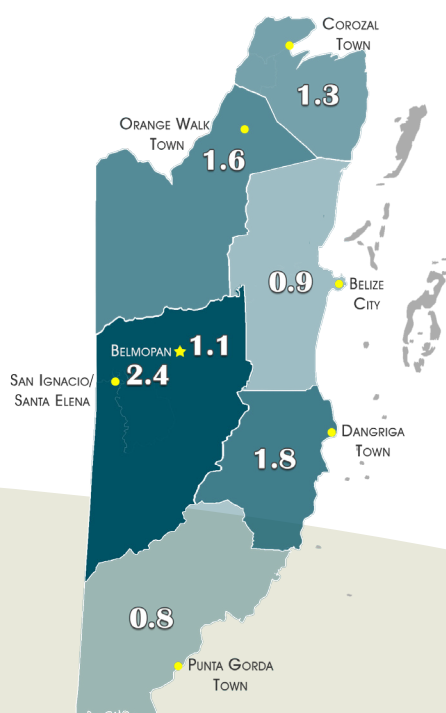 COROZAL
TOWN
1.3
ORANGE WALK
TOWN
1.6
0.9
BELIZE
CITY
BELMOPAN
1.1
SAN IGNACIO/
SANTA ELENA
2.4
DANGRIGA
TOWN
1.8
0.8
PUNTA GORDA
TOWN